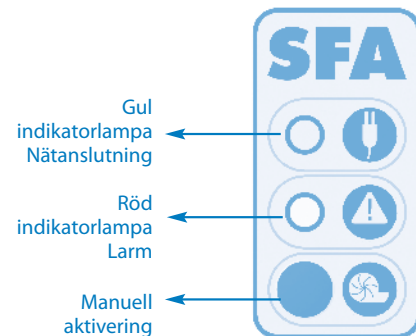 SFA
Gul
indikatorlampa
Nätanslutning
Röd
indikatorlampa
Larm
Manuell
aktivering